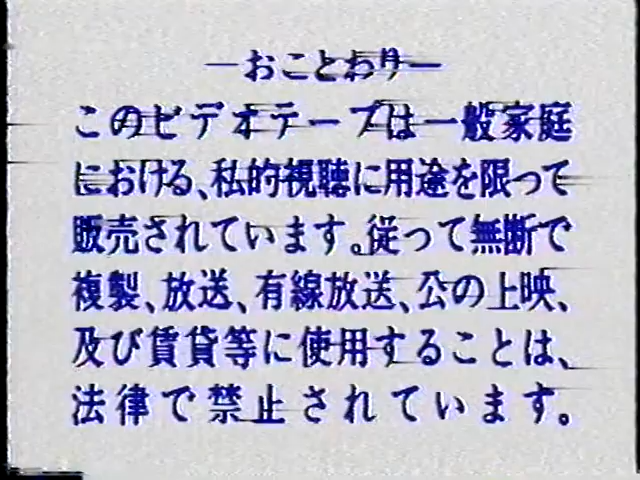 ―おことわり―
このビデオテープは一般家庭
における、私的視聴に用途を限って
販売されています。従って無断で
複製、放送、有線放送、公の上映、
及び賃貸等に使用することは、
法律で禁止されています。